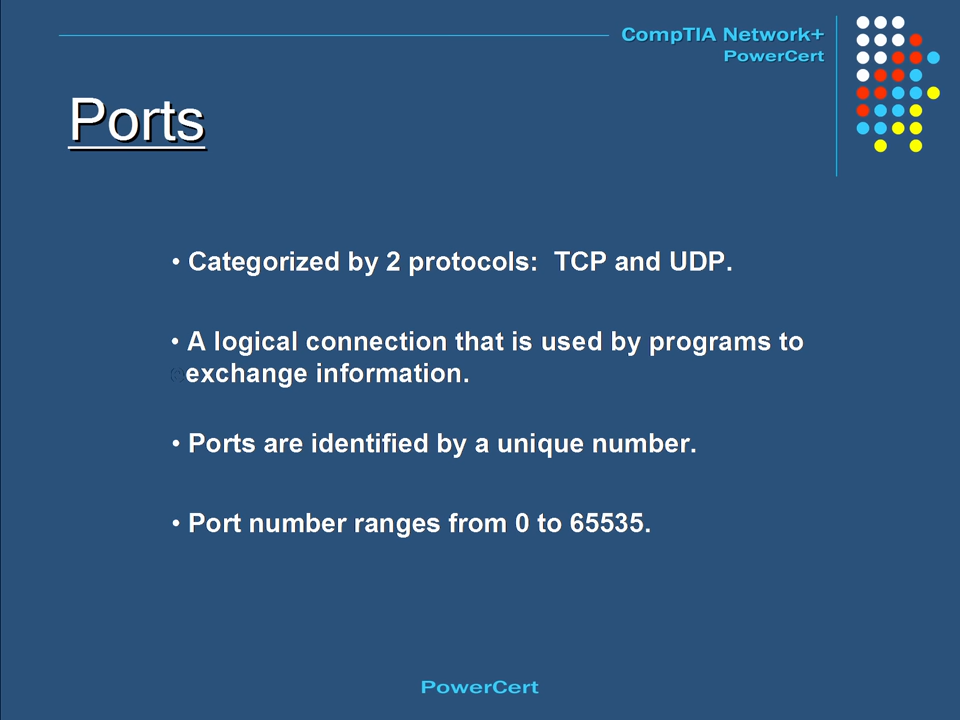 CompTIA Network+
PowerCert
Ports
• Categorized by 2 protocols:  TCP and UDP.
• A logical connection that is used by programs to
exchange information.
• Ports are identified by a unique number.
• Port number ranges from 0 to 65535.
PowerCert